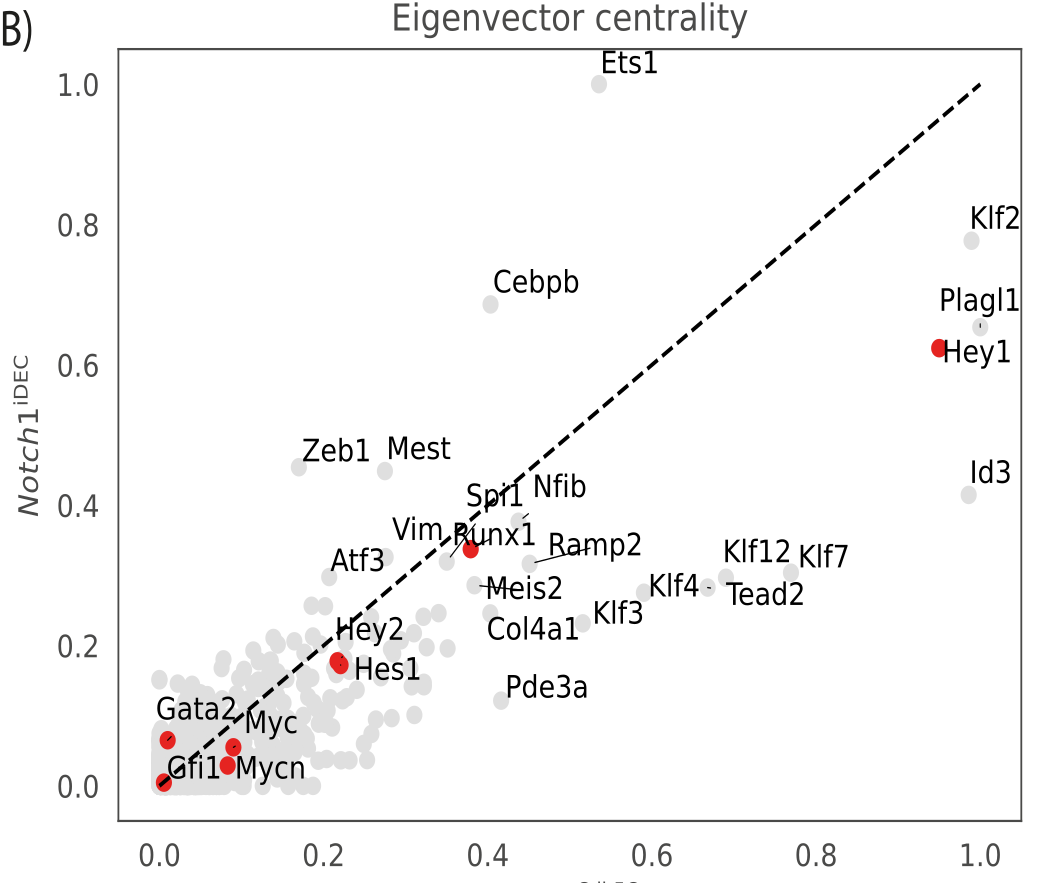 B)
Eigenvector centrality
Ets1
1.0
Klf2
0.8
Cebpb
Plagl1
Hey1
0.6
Notch1iDEC
Zeb1
Mest
Id3
Spi1
Nfib
0.4
Vim
Runx1
Ramp2
Atf3
Klf12
Klf7
Meis2
Klf4
Tead2
Klf3
Hey2
Col4a1
0.2
Hes1
Pde3a
Gata2
Myc
Gfi1
Mycn
0.0
0.0 0.2 0.4 0.6 0.8 1.0